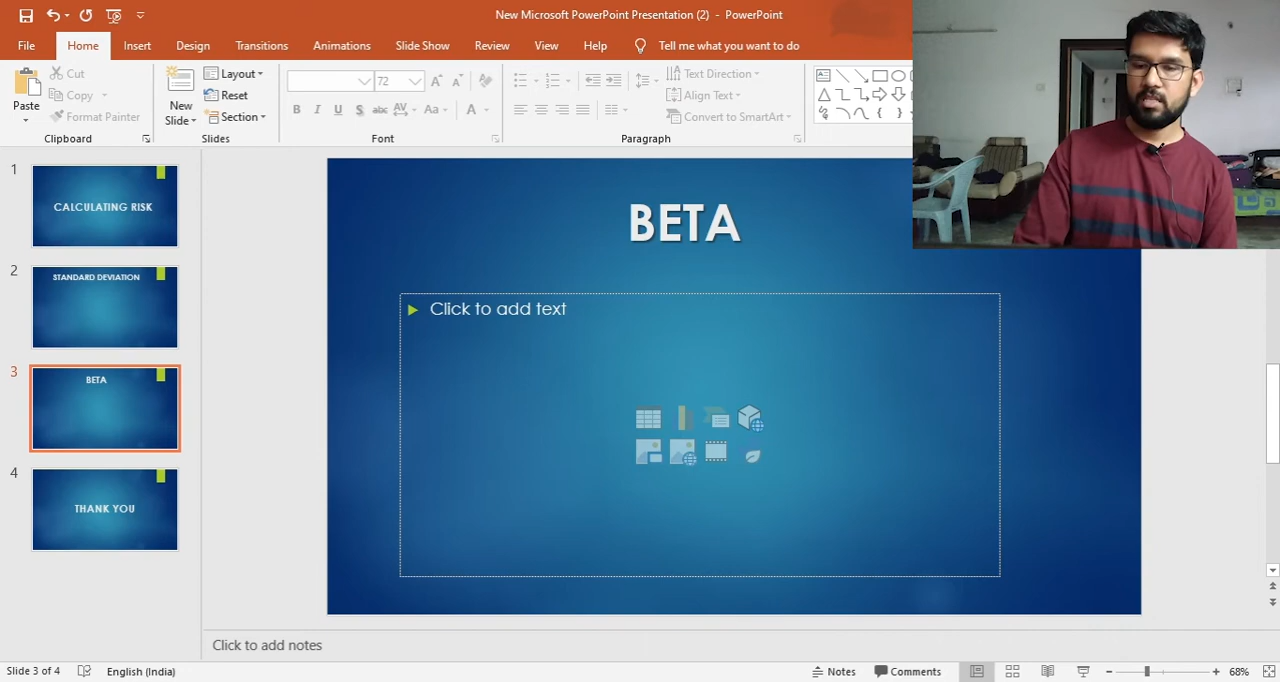 New Microsoft PowerPoint Presentation (2) - PowerPoint
File Home Insert Design Transitions Animations Slide Show Review View Help Tell me what you want to do
Paste
Cut
Copy
Format Painter
Clipboard
New Slide
Layout
Reset
Section
Slides
72
B I U S abc AV Aa A
Font
Text Direction
Align Text
Convert to SmartArt
Paragraph
1
CALCULATING RISK
2
STANDARD DEVIATION
3
BETA
4
THANK YOU
BETA
Click to add text
Click to add notes
Slide 3 of 4 English (India) Notes Comments 68%